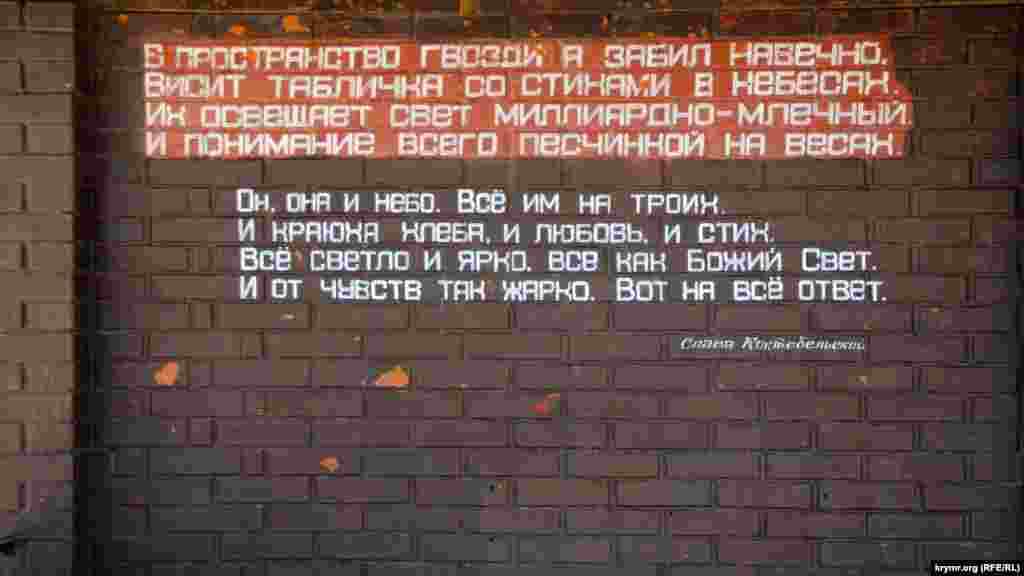 В пространство гвозди я забил навечно,
Висит табличка со стихами в небесах,
Их освещает свет миллиардно-млечный
И понимание всего песчинкой на весах.
Он, она и небо. Всё им на троих.
И краюха хлеба, и любовь, и стих.
Всё светло и ярко, все как Божий Свет.
И от чувств так жарко. Вот на всё ответ.
Слава Коктебельский
krymr.org (RFE/RL)